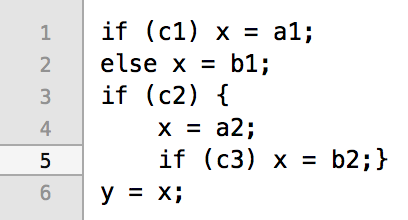 1 if (c1) x = a1;
2 else x = b1;
3 if (c2) {
4     x = a2;
5     if (c3) x = b2;}
6 y = x;